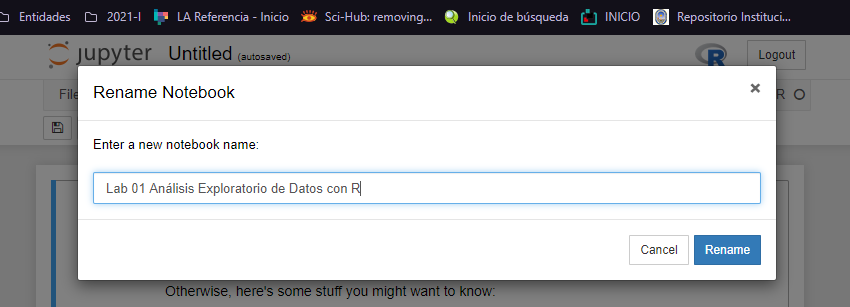 Entidades 2021-I LA Referencia - Inicio Sci-Hub: removing... Inicio de búsqueda INICIO Repositorio Instituci...
jupyter Untitled (autosaved) R Logout
Rename Notebook ×
File R
Enter a new notebook name:
Lab 01 Análisis Exploratorio de Datos con R
Cancel Rename
Otherwise, here's some stuff you might want to know: